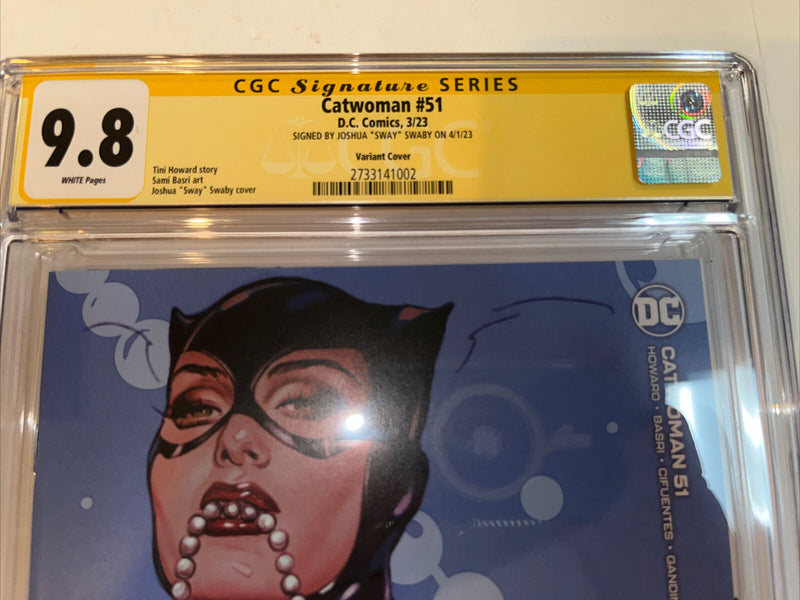 CGC Signature SERIES
Catwoman #51
D.C. Comics, 3/23
SIGNED BY JOSHUA "SWAY" SWABY ON 4/1/23
Variant Cover
2733141002
9.8
WHITE Pages
Tini Howard story
Sami Basri art
Joshua "Sway" Swaby cover
CGC
CGC
DC
CATWOMAN 51
HOWARD • BASRI • CIFUENTES •